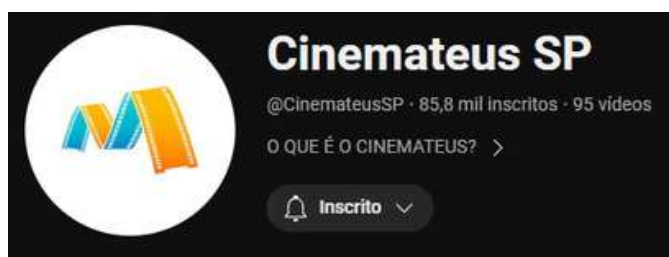 Cinemateus SP
@CinemateusSP · 85,8 mil inscritos · 95 vídeos
O QUE É O CINEMATEUS? >
Inscrito